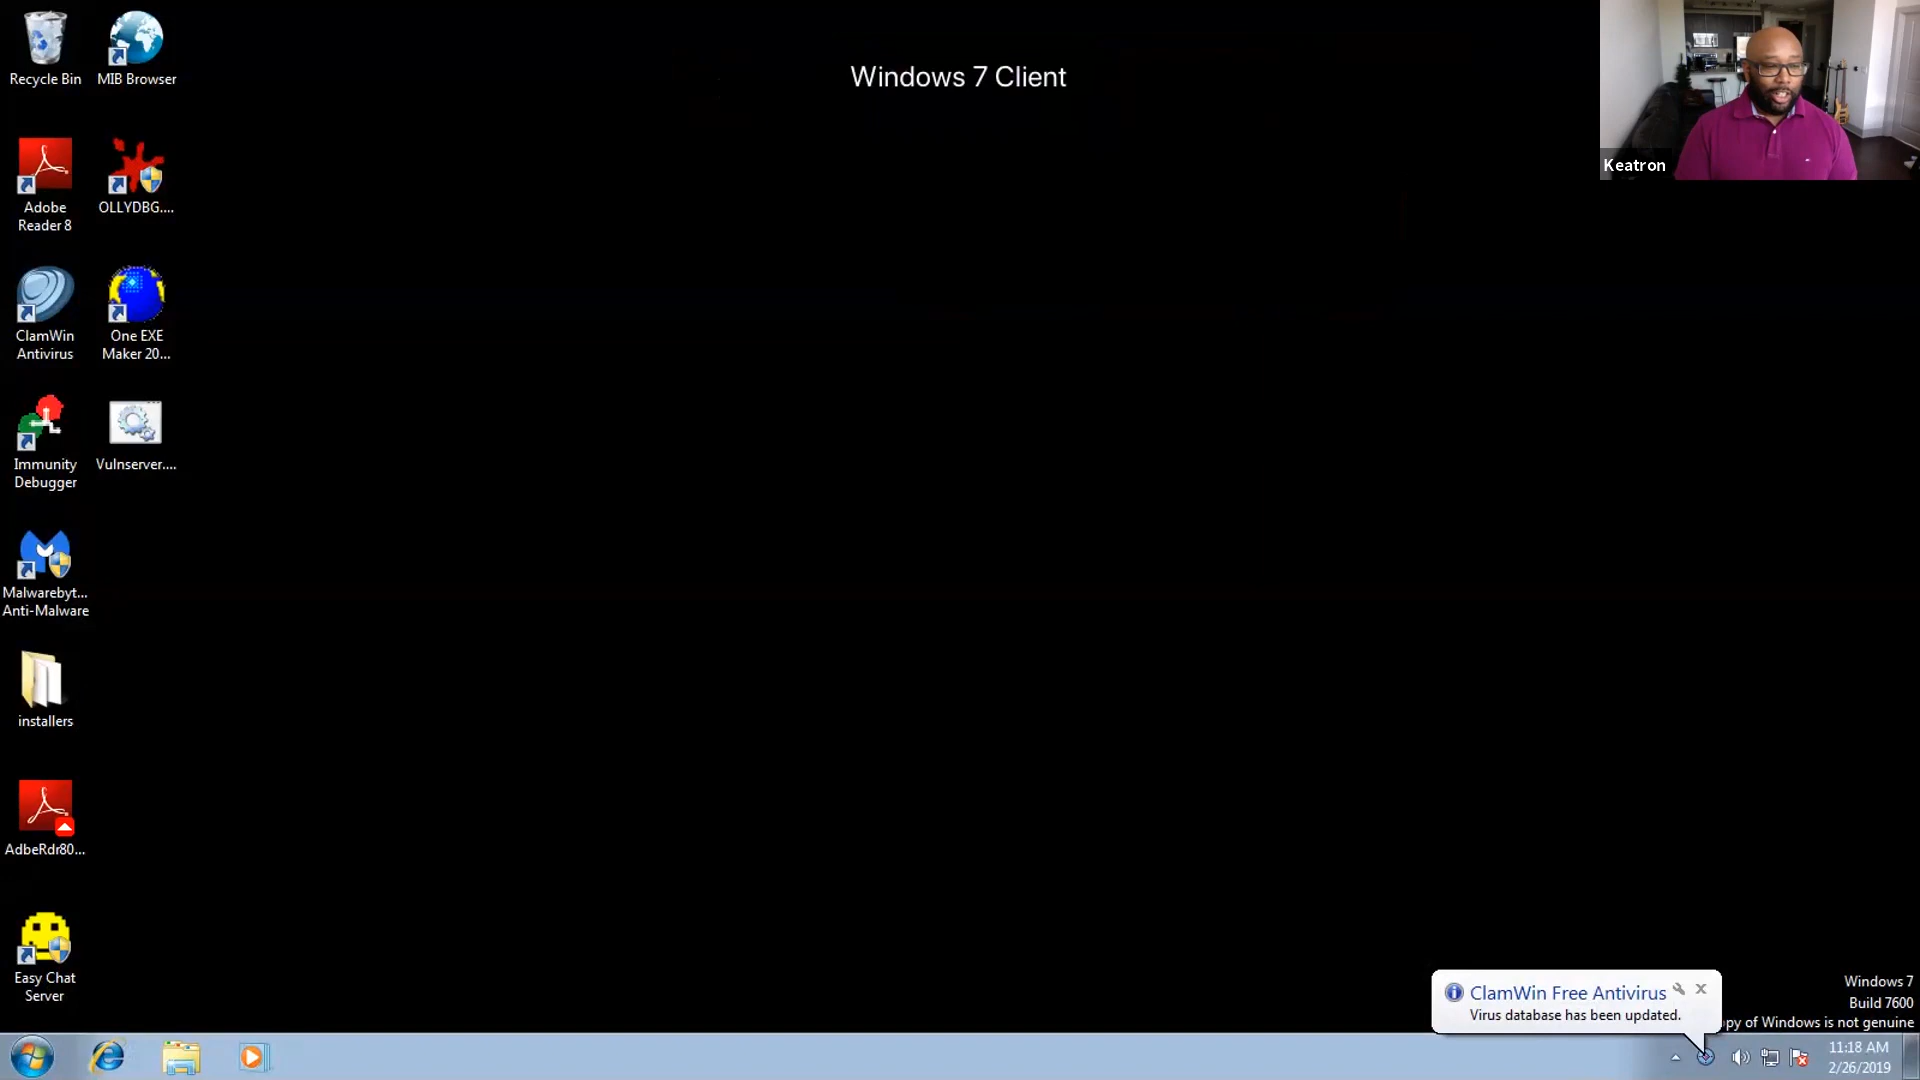 Windows 7 Client
Keatron
Recycle Bin
MIB Browser
Adobe
Reader 8
OLLYDBG....
ClamWin
Antivirus
One EXE
Maker 20...
Immunity
Debugger
Vulnserver....
Malwarebyt...
Anti-Malware
installers
AdbeRdr80...
Easy Chat
Server
ClamWin Free Antivirus
Virus database has been updated.
Windows 7
Build 7600
opy of Windows is not genuine
11:18 AM
2/26/2019